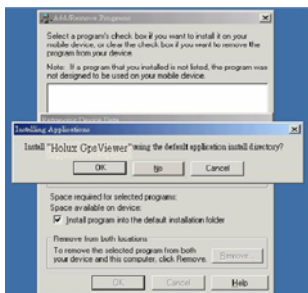 Add/Remove Programs
Select a program's check box if you want to install it on your
mobile device, or clear the check box if you want to remove the
program from your device.
Note: If a program that you installed is not listed, the program was
not designed to be used on your mobile device.
Retrieving Device Data
Installing Applications
Install "Holux GpsViewer" using the default application install directory?
OK
No
Cancel
Space required for selected programs:
Space available on device:
Install program into the default installation folder
Remove from both locations
To remove the selected program from both
your device and this computer, click Remove.
Remove...
OK
Cancel
Help